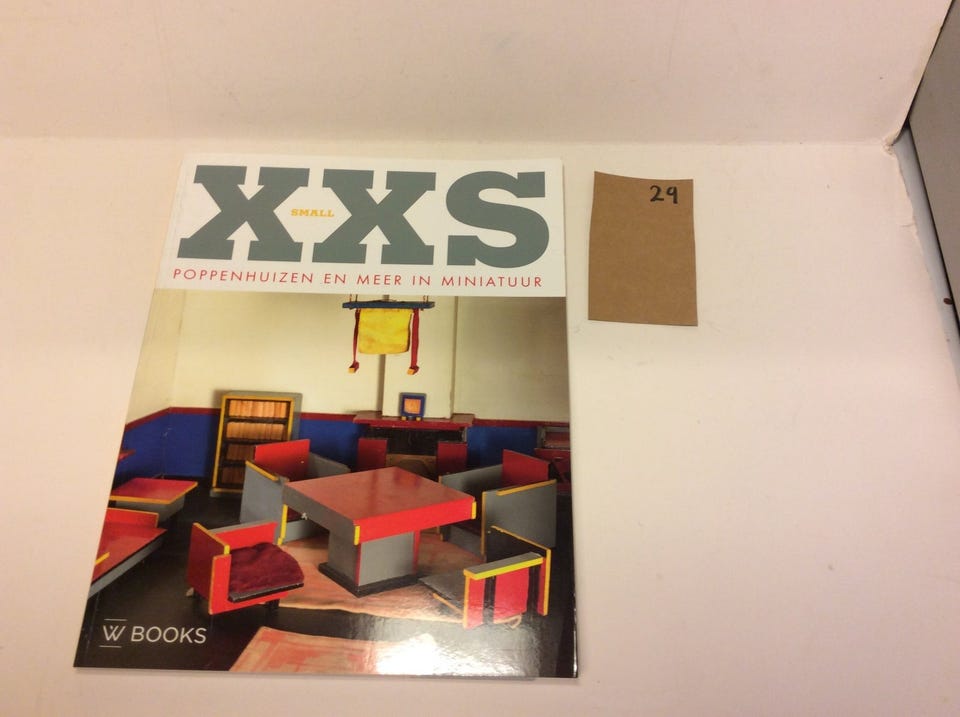 XXS
SMALL
POPPENHUIZEN EN MEER IN MINIATUUR
W BOOKS
29